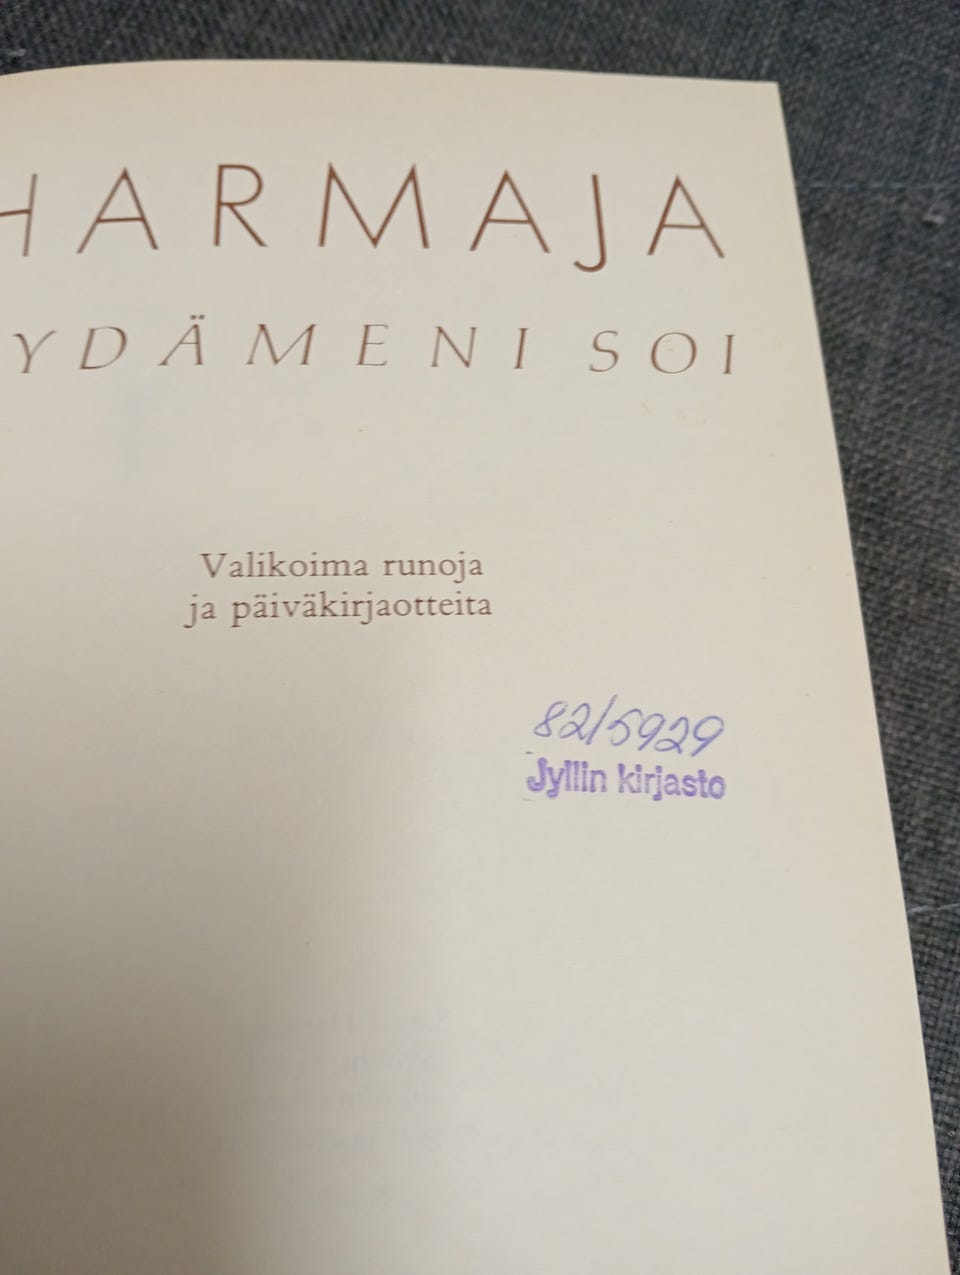 HARMAJA
YDÄMENI SOI
Valikoima runoja
ja päiväkirjaotteita
82/5929
Jyllin kirjasto